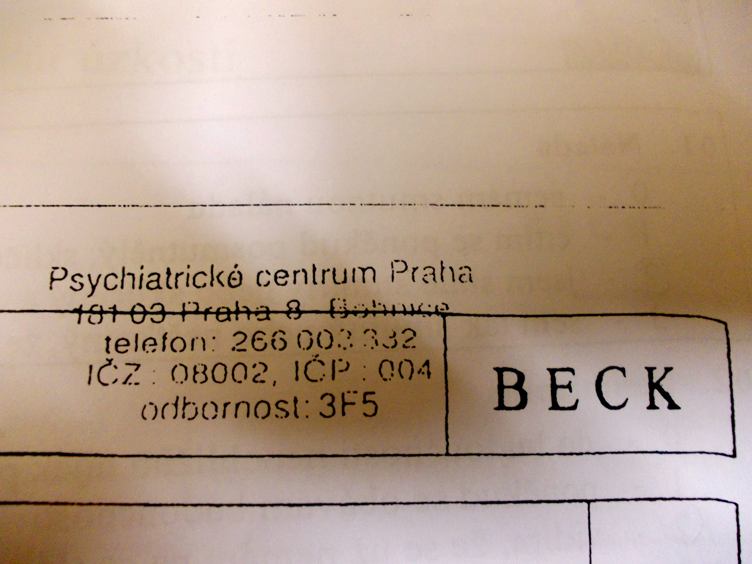 Psychiatrické centrum Praha
181 03 Praha 8 Bohnice
telefon: 266 003 332
IČZ : 08002, IČP : 004
odbornost: 3F5
BECK